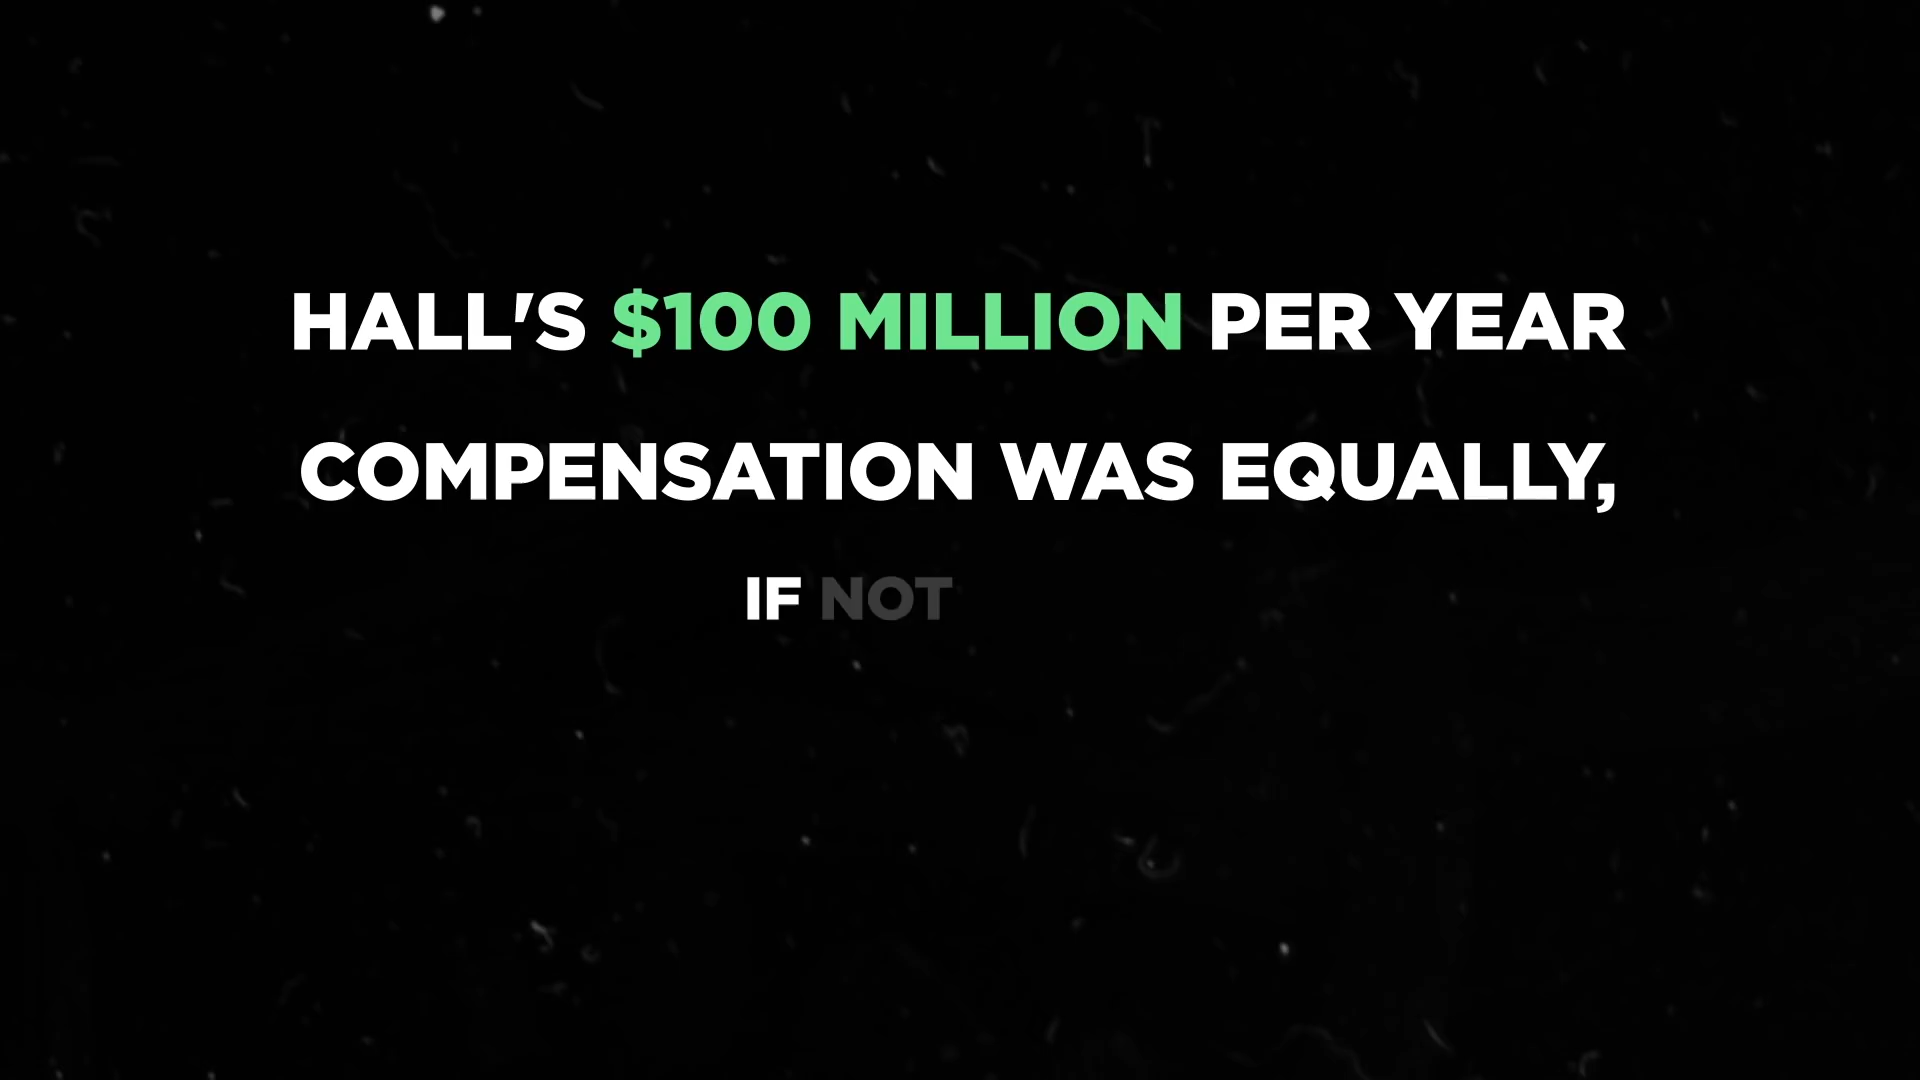 HALL'S $100 MILLION PER YEAR
COMPENSATION WAS EQUALLY,
IF NOT